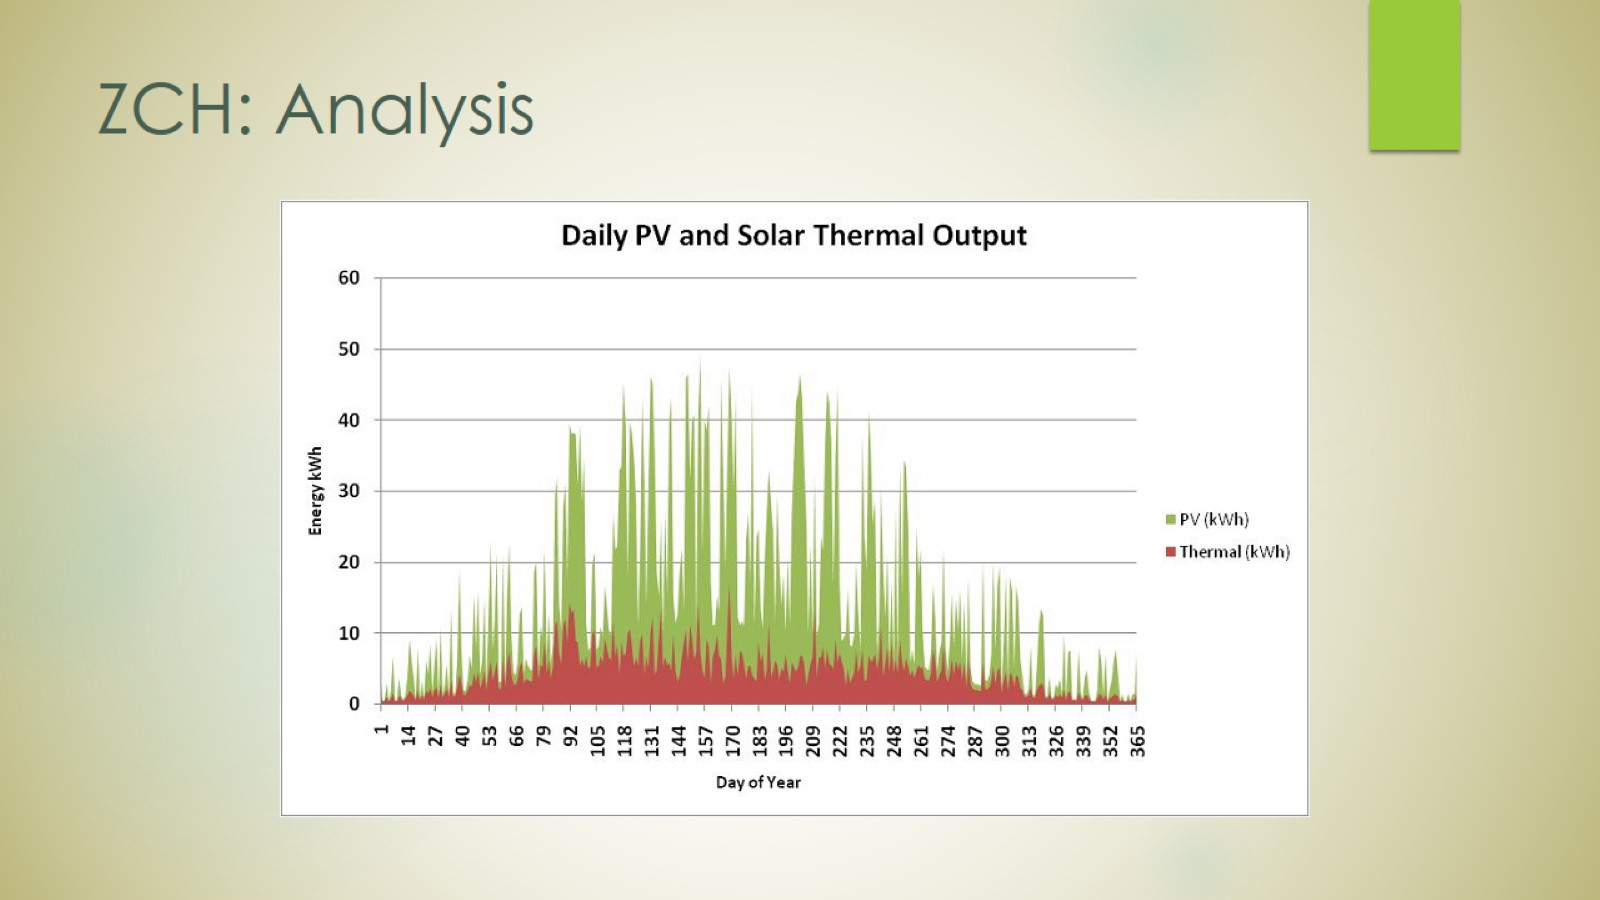 ZCH: Analysis
Daily PV and Solar Thermal Output
60
50
40
30
20
10
0
Energy kWh
1 14 27 40 53 66 79 92 105 118 131 144 157 170 183 196 209 222 235 248 261 274 287 300 313 326 339 352 365
Day of Year
PV (kWh)
Thermal (kWh)